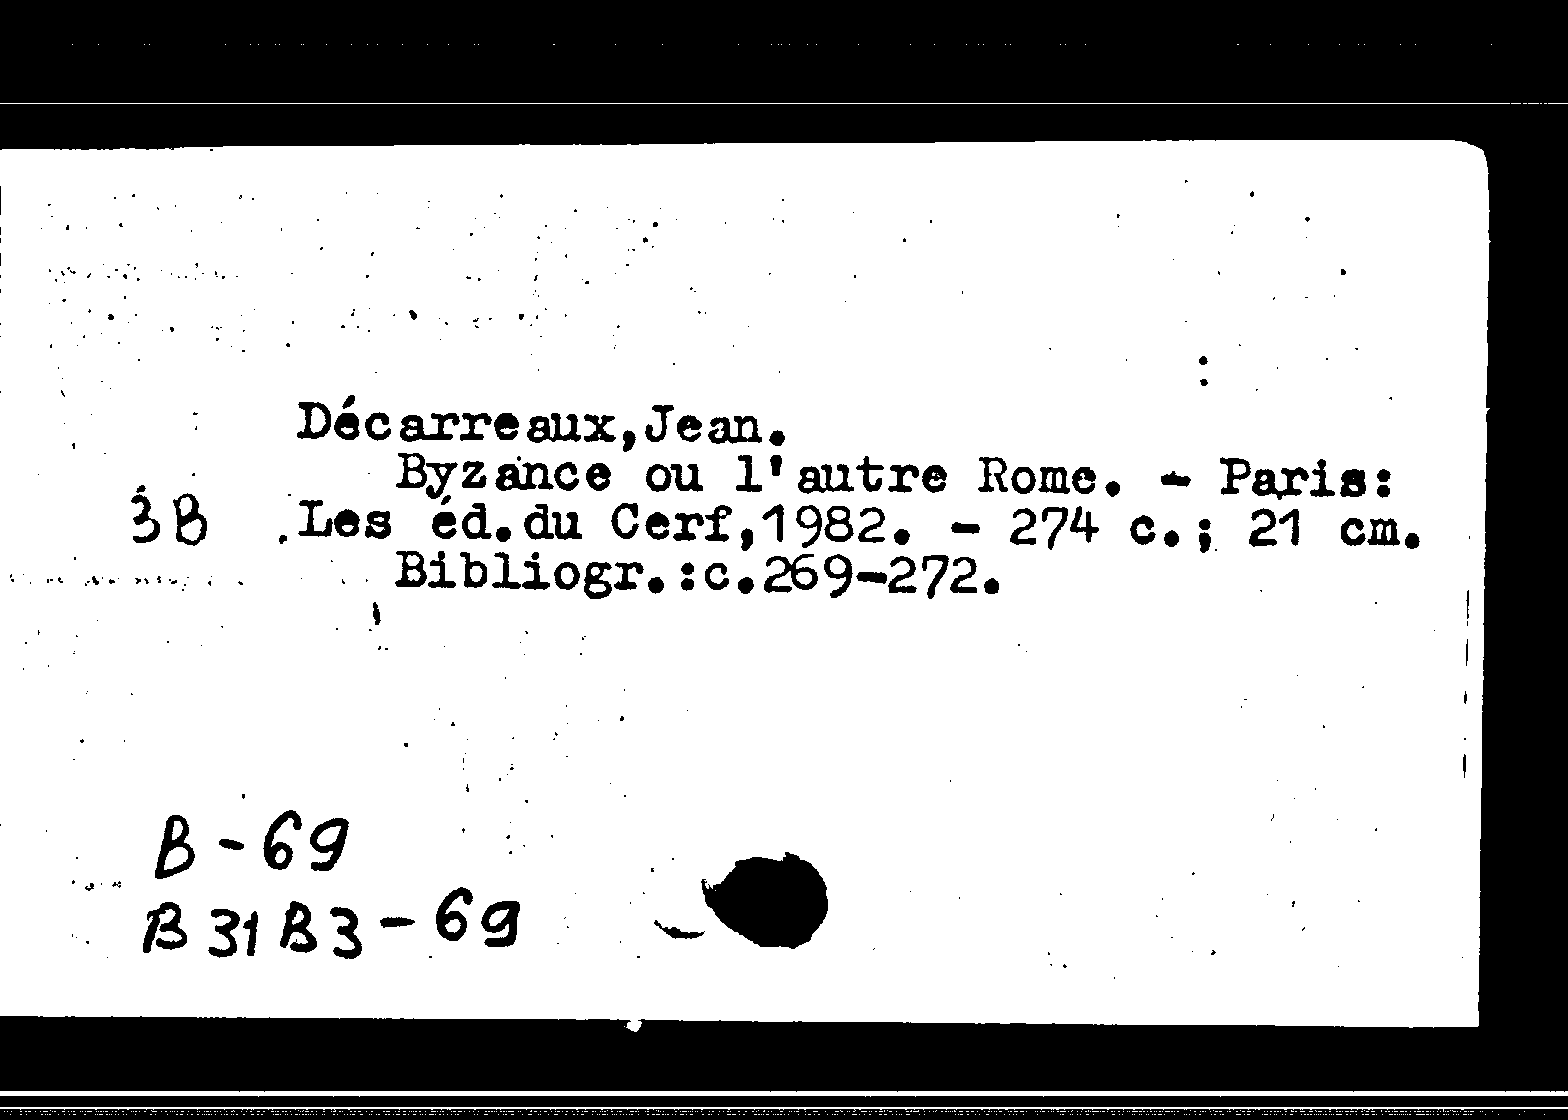 Décarreaux,Jean.
Byzance ou l'autre Rome. - Paris:
3B Les éd.du Cerf,1982. - 274 c.; 21 cm.
Bibliogr.:c.269-272.
B-69
B31B3-69